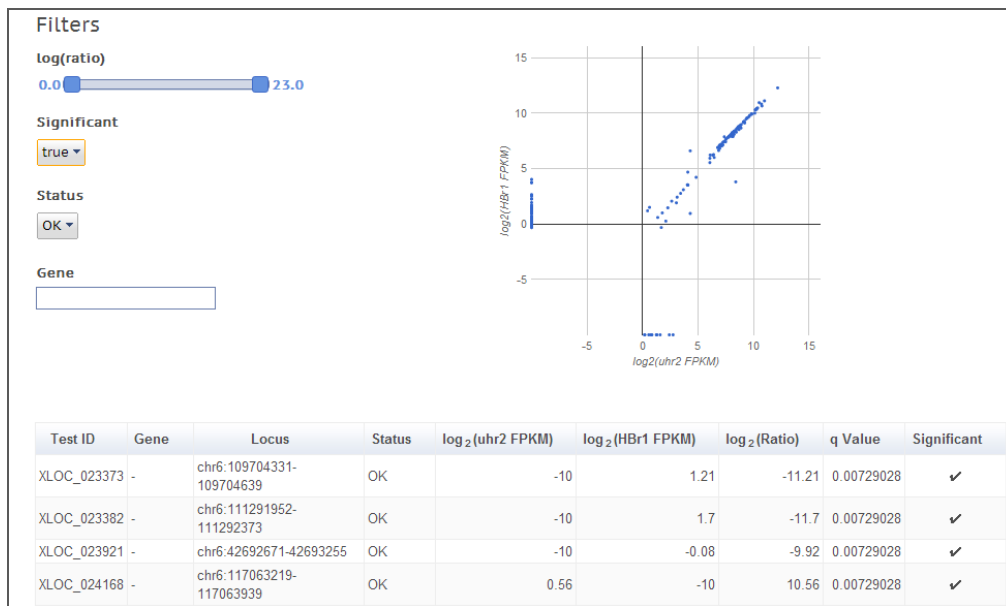 Filters
log(ratio)
0.0 23.0
Significant
true
Status
OK
Gene
15
10
5
0
-5
log2(HBr1 FPKM)
-5 0 5 10 15
log2(uhr2 FPKM)
Test ID Gene Locus Status log2(uhr2 FPKM) log2(HBr1 FPKM) log2(Ratio) q Value Significant
XLOC_023373 - chr6:109704331-
109704639 OK -10 1.21 -11.21 0.00729028 ✔
XLOC_023382 - chr6:111291952-
111292373 OK -10 1.7 -11.7 0.00729028 ✔
XLOC_023921 - chr6:42692671-42693255 OK -10 -0.08 -9.92 0.00729028 ✔
XLOC_024168 - chr6:117063219-
117063939 OK 0.56 -10 10.56 0.00729028 ✔